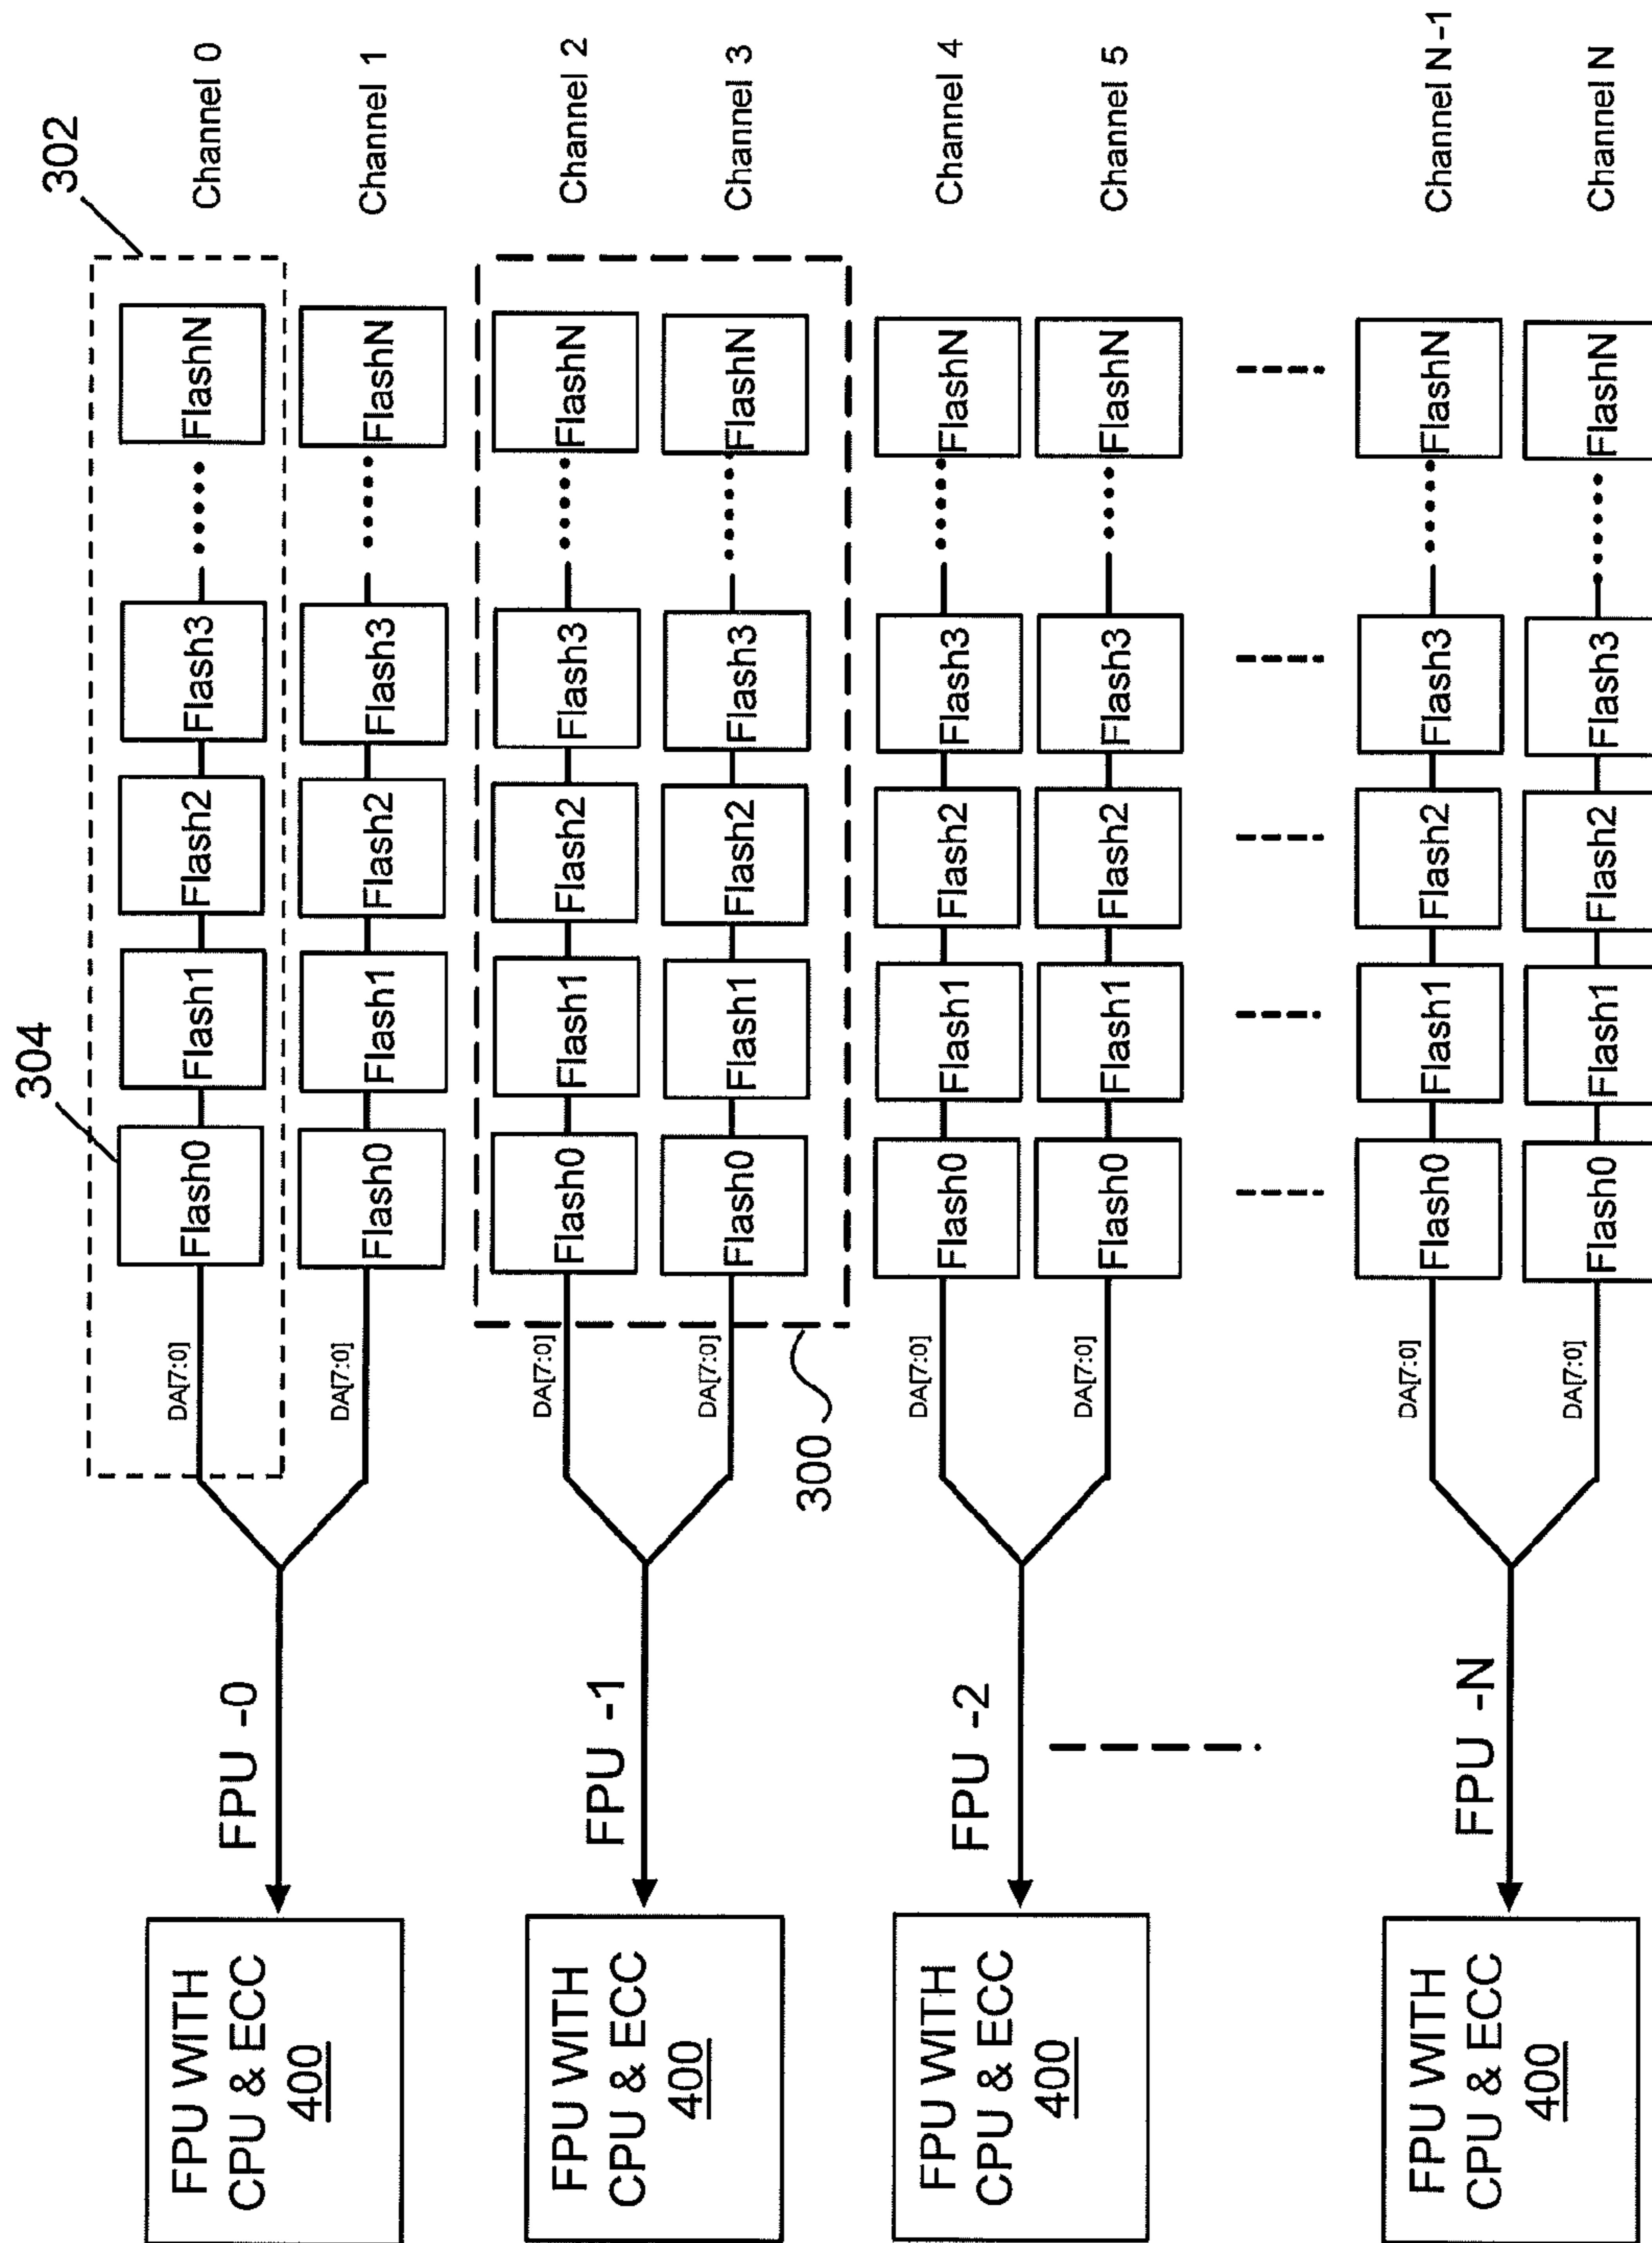 304
302
FPU WITH
CPU & ECC
400
FPU -0
DA[7:0]
Flash0
Flash1
Flash2
Flash3
FlashN
Channel 0
DA[7:0]
Flash0
Flash1
Flash2
Flash3
FlashN
Channel 1
FPU WITH
CPU & ECC
400
FPU -1
DA[7:0]
Flash0
Flash1
Flash2
Flash3
FlashN
Channel 2
DA[7:0]
Flash0
Flash1
Flash2
Flash3
FlashN
Channel 3
300
FPU WITH
CPU & ECC
400
FPU -2
DA[7:0]
Flash0
Flash1
Flash2
Flash3
FlashN
Channel 4
DA[7:0]
Flash0
Flash1
Flash2
Flash3
FlashN
Channel 5
FPU WITH
CPU & ECC
400
FPU -N
DA[7:0]
Flash0
Flash1
Flash2
Flash3
FlashN
Channel N-1
DA[7:0]
Flash0
Flash1
Flash2
Flash3
FlashN
Channel N